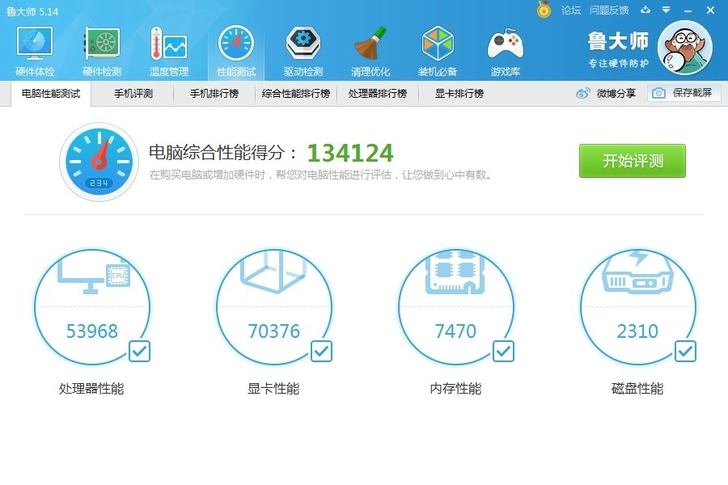 鲁大师 5.14
论坛 问题反馈
硬件体检 硬件检测 温度管理 性能测试 驱动检测 清理优化 装机必备 游戏库
鲁大师
专注硬件防护
电脑性能测试 手机评测 手机排行榜 综合性能排行榜 处理器排行榜 显卡排行榜 微博分享 保存截屏
电脑综合性能得分： 134124
在购买电脑或增加硬件时，帮您对电脑性能进行评估，让您做到心中有数。
开始评测
234
CPU
53968 70376 7470 2310
处理器性能 显卡性能 内存性能 磁盘性能